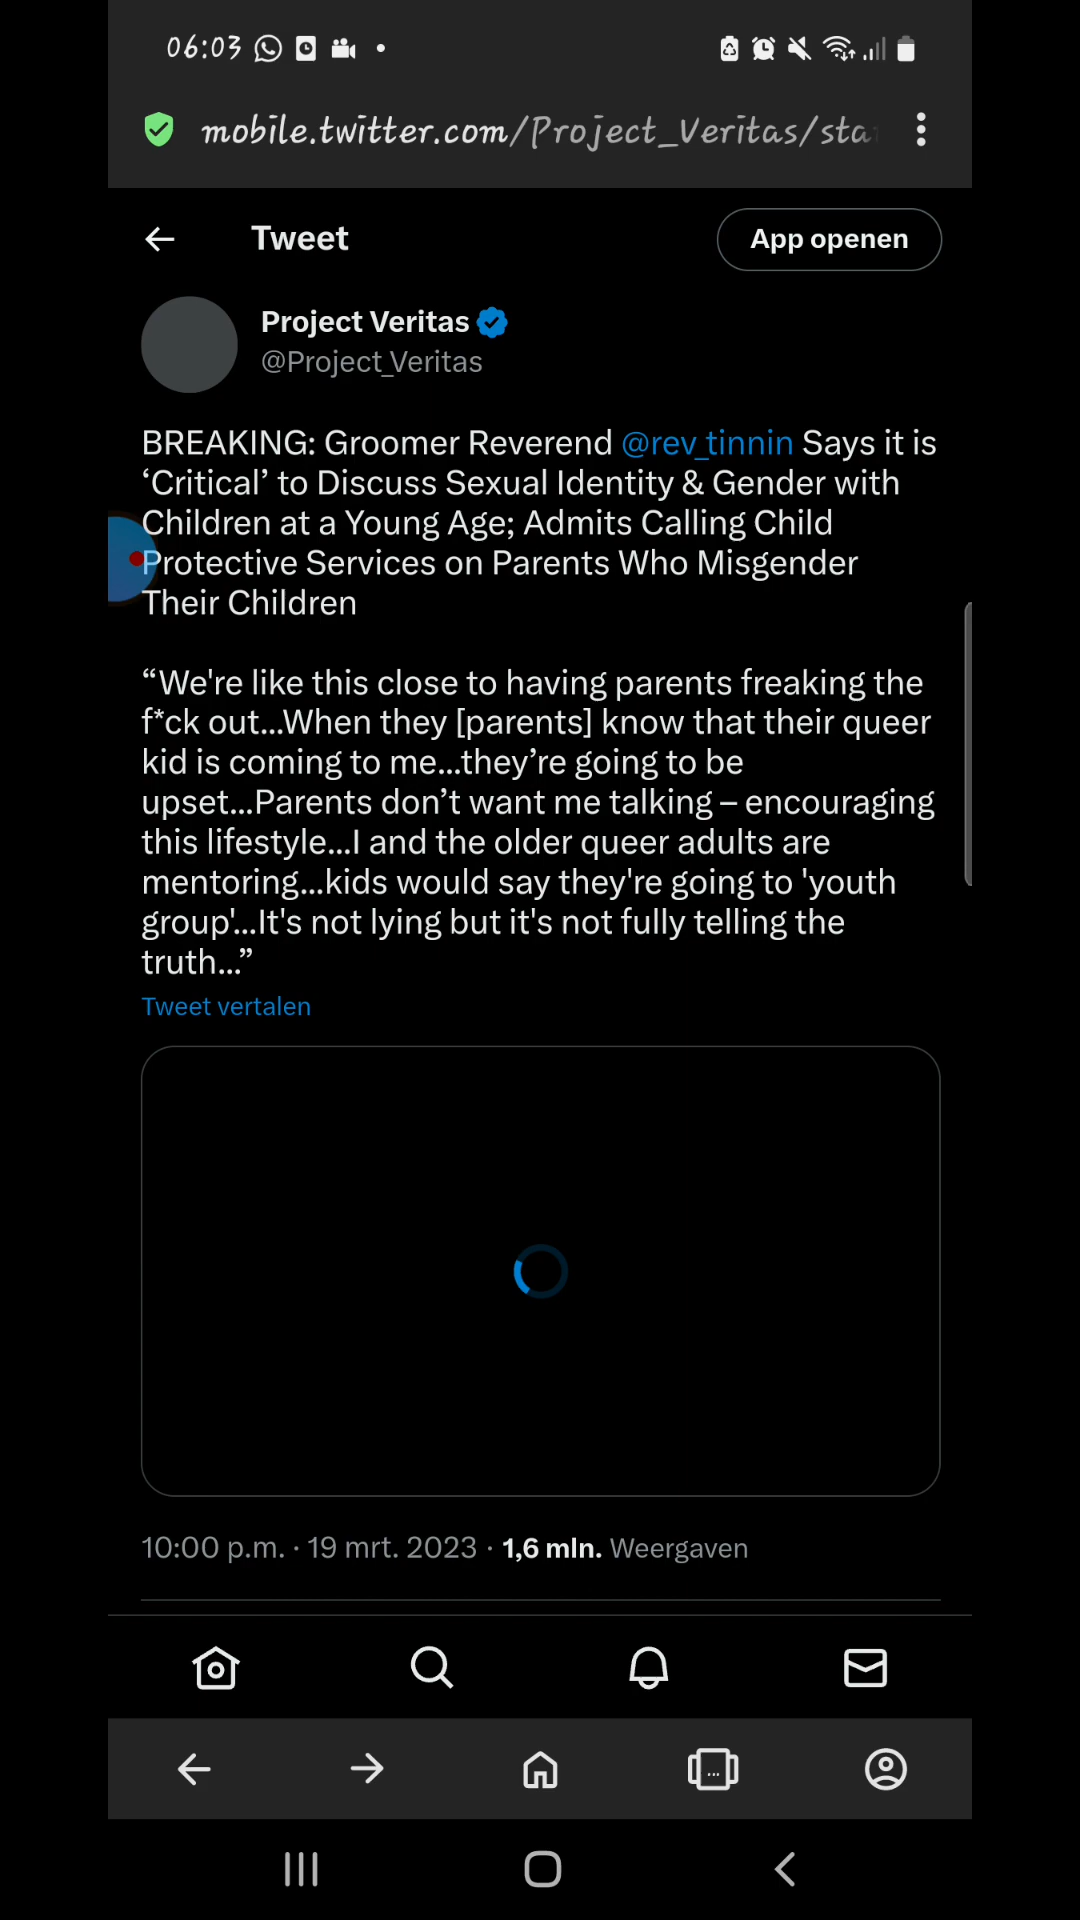 06:03
mobile.twitter.com/Project_Veritas/sta
Tweet
App openen
Project Veritas
@Project_Veritas
BREAKING: Groomer Reverend @rev_tinnin Says it is
‘Critical’ to Discuss Sexual Identity & Gender with
Children at a Young Age; Admits Calling Child
Protective Services on Parents Who Misgender
Their Children
“We're like this close to having parents freaking the
f*ck out...When they [parents] know that their queer
kid is coming to me...they’re going to be
upset...Parents don’t want me talking – encouraging
this lifestyle...I and the older queer adults are
mentoring...kids would say they're going to 'youth
group'...It's not lying but it's not fully telling the
truth...”
Tweet vertalen
10:00 p.m. · 19 mrt. 2023 · 1,6 mln. Weergaven